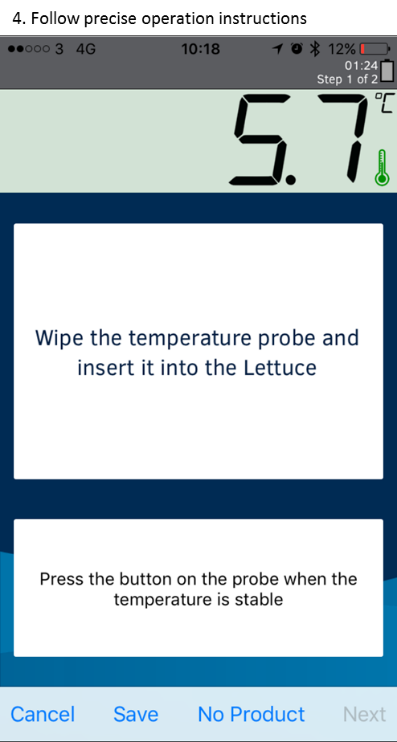 4. Follow precise operation instructions
3 4G 10:18 12%
01:24
Step 1 of 2
5.7 °C
Wipe the temperature probe and
insert it into the Lettuce
Press the button on the probe when the
temperature is stable
Cancel Save No Product Next